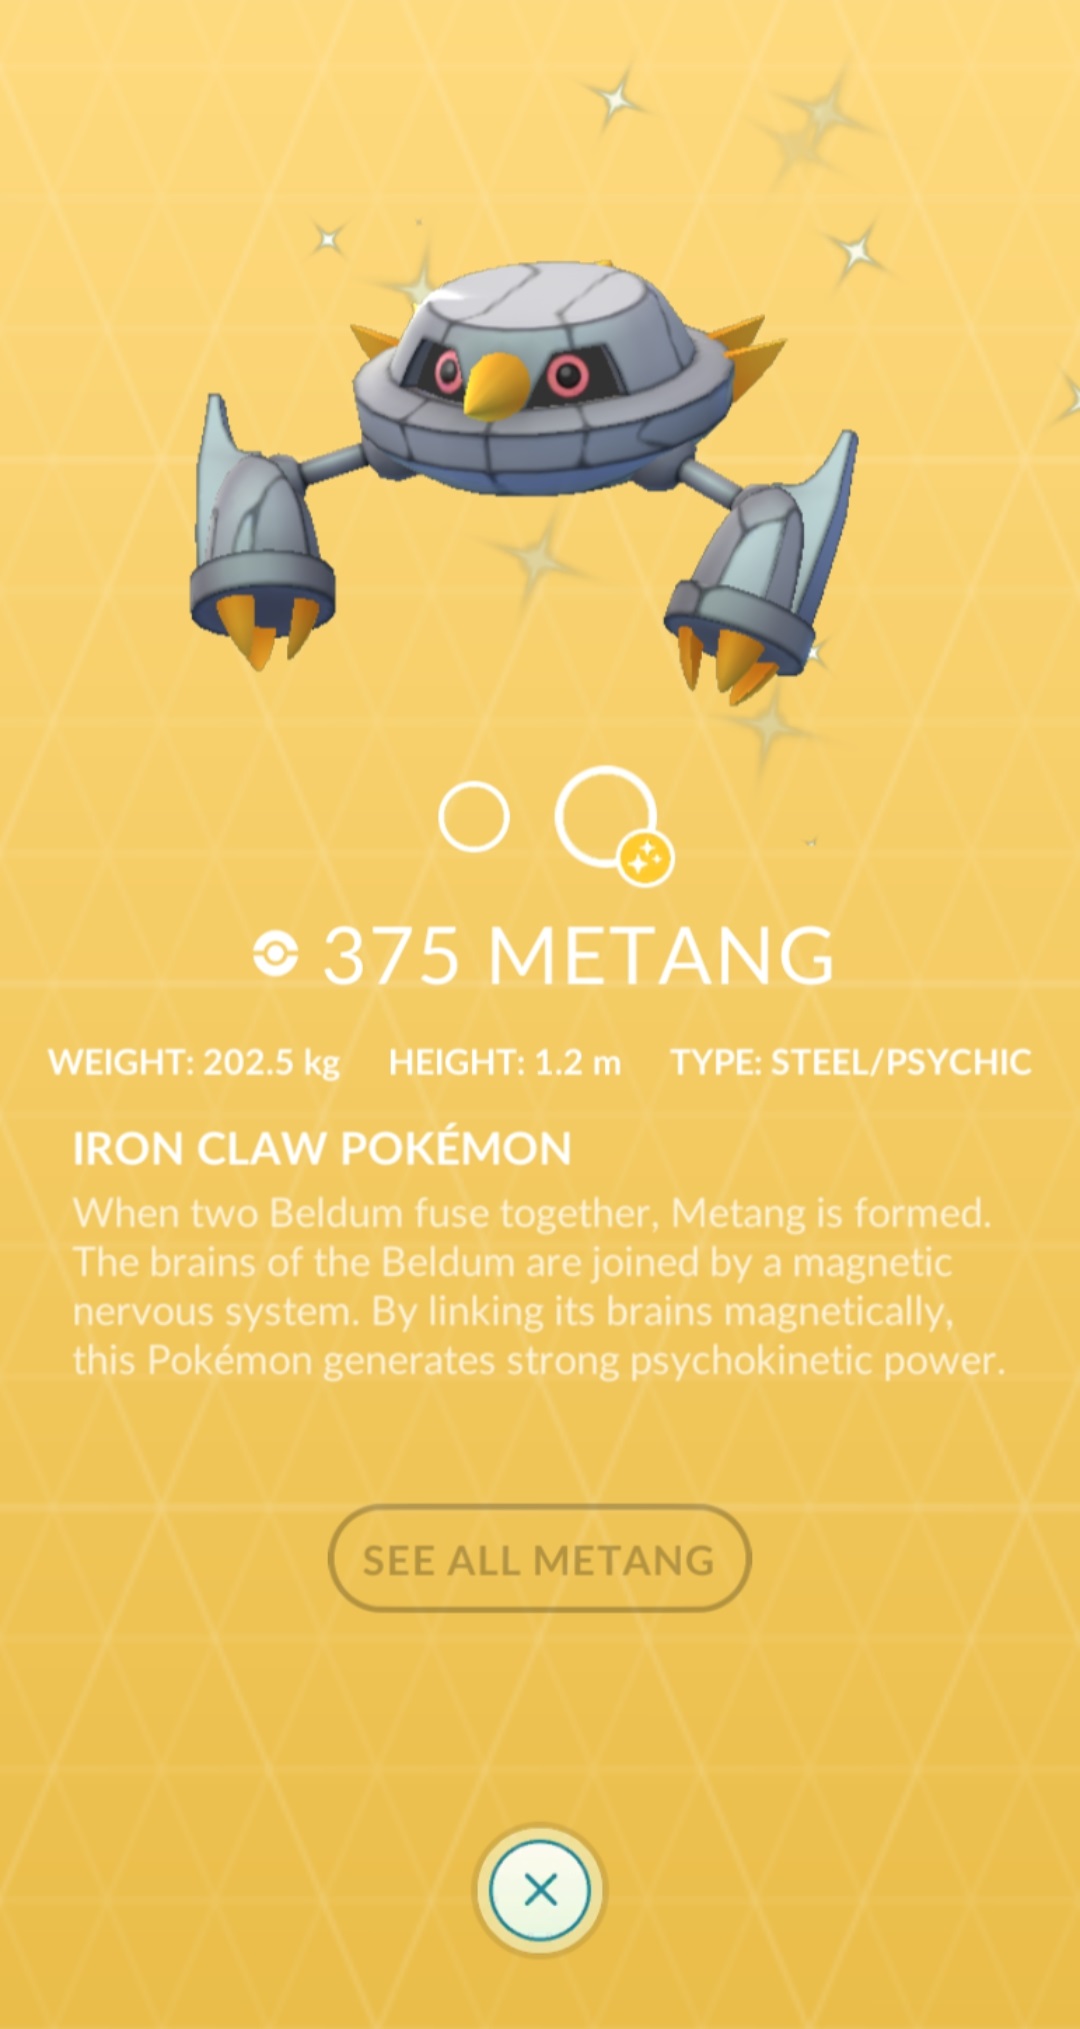 375 METANG
WEIGHT: 202.5 kg HEIGHT: 1.2 m TYPE: STEEL/PSYCHIC
IRON CLAW POKÉMON
When two Beldum fuse together, Metang is formed.
The brains of the Beldum are joined by a magnetic
nervous system. By linking its brains magnetically,
this Pokémon generates strong psychokinetic power.
SEE ALL METANG